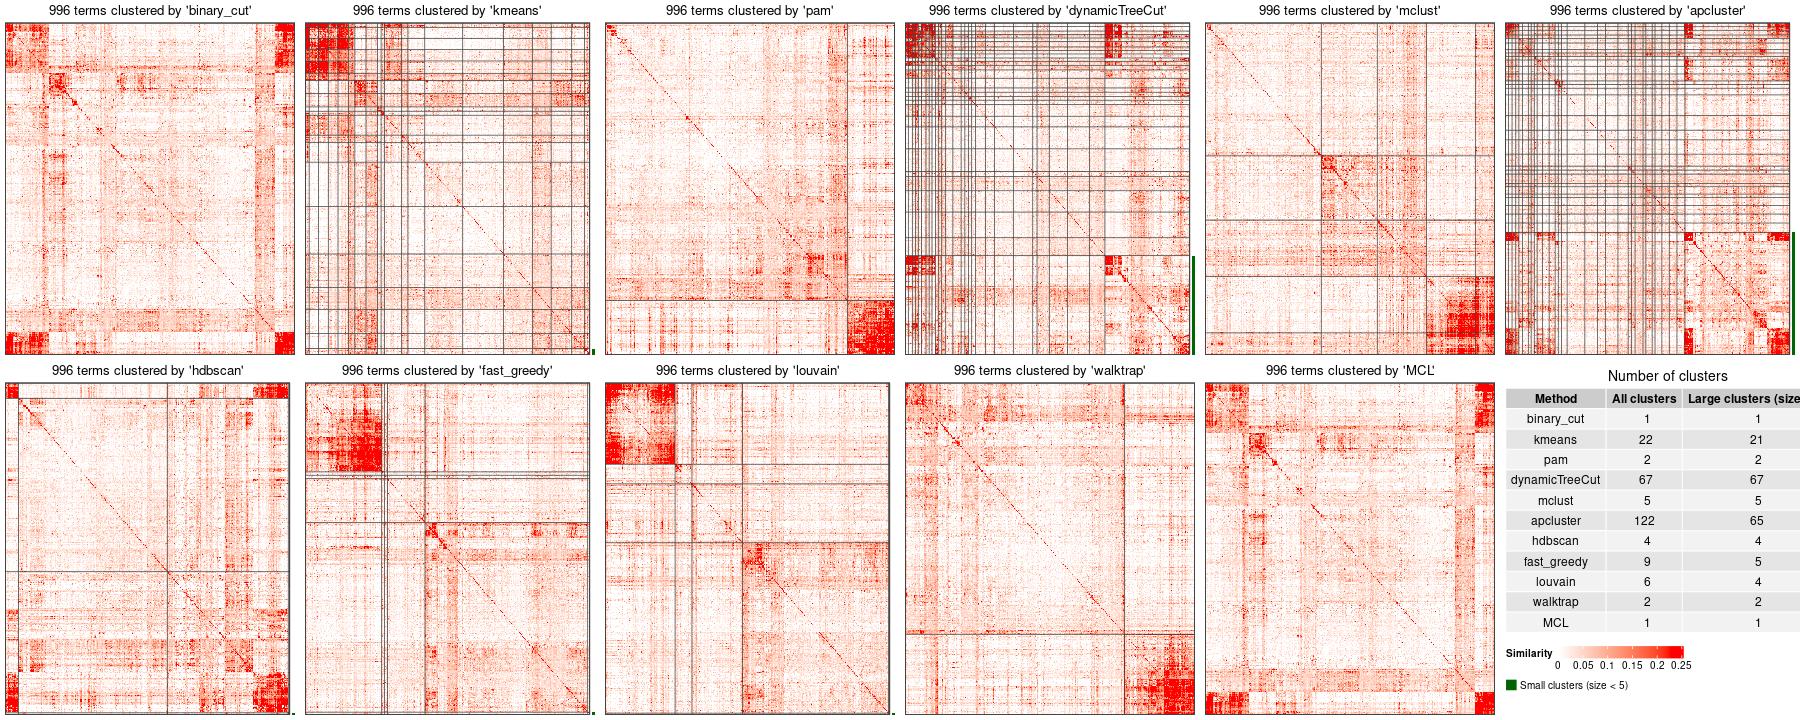 996 terms clustered by 'binary_cut'
996 terms clustered by 'kmeans'
996 terms clustered by 'pam'
996 terms clustered by 'dynamicTreeCut'
996 terms clustered by 'mclust'
996 terms clustered by 'apcluster'
996 terms clustered by 'hdbscan'
996 terms clustered by 'fast_greedy'
996 terms clustered by 'louvain'
996 terms clustered by 'walktrap'
996 terms clustered by 'MCL'
Number of clusters
Method All clusters Large clusters (size
binary_cut 1 1
kmeans 22 21
pam 2 2
dynamicTreeCut 67 67
mclust 5 5
apcluster 122 65
hdbscan 4 4
fast_greedy 9 5
louvain 6 4
walktrap 2 2
MCL 1 1
Similarity
0 0.05 0.1 0.15 0.2 0.25
Small clusters (size < 5)